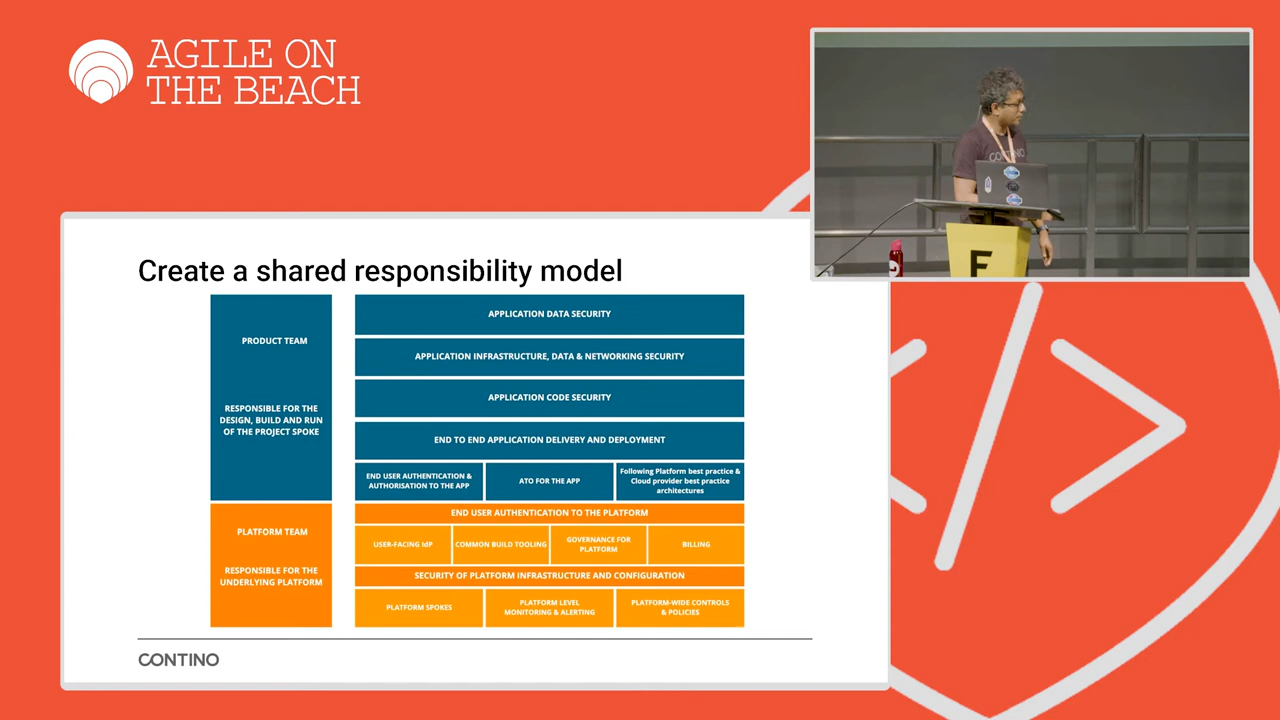 AGILE ON
THE BEACH
CONTINO
F
Create a shared responsibility model
PRODUCT TEAM
RESPONSIBLE FOR THE
DESIGN, BUILD AND RUN
OF THE PROJECT SPOKE
APPLICATION DATA SECURITY
APPLICATION INFRASTRUCTURE, DATA & NETWORKING SECURITY
APPLICATION CODE SECURITY
END TO END APPLICATION DELIVERY AND DEPLOYMENT
END USER AUTHENTICATION &
AUTHORISATION TO THE APP
ATO FOR THE APP
Following Platform best practice &
Cloud provider best practice
architectures
PLATFORM TEAM
RESPONSIBLE FOR THE
UNDERLYING PLATFORM
END USER AUTHENTICATION TO THE PLATFORM
USER-FACING IdP
COMMON BUILD TOOLING
GOVERNANCE FOR
PLATFORM
BILLING
SECURITY OF PLATFORM INFRASTRUCTURE AND CONFIGURATION
PLATFORM SPOKES
PLATFORM LEVEL
MONITORING & ALERTING
PLATFORM-WIDE CONTROLS
& POLICIES
CONTINO